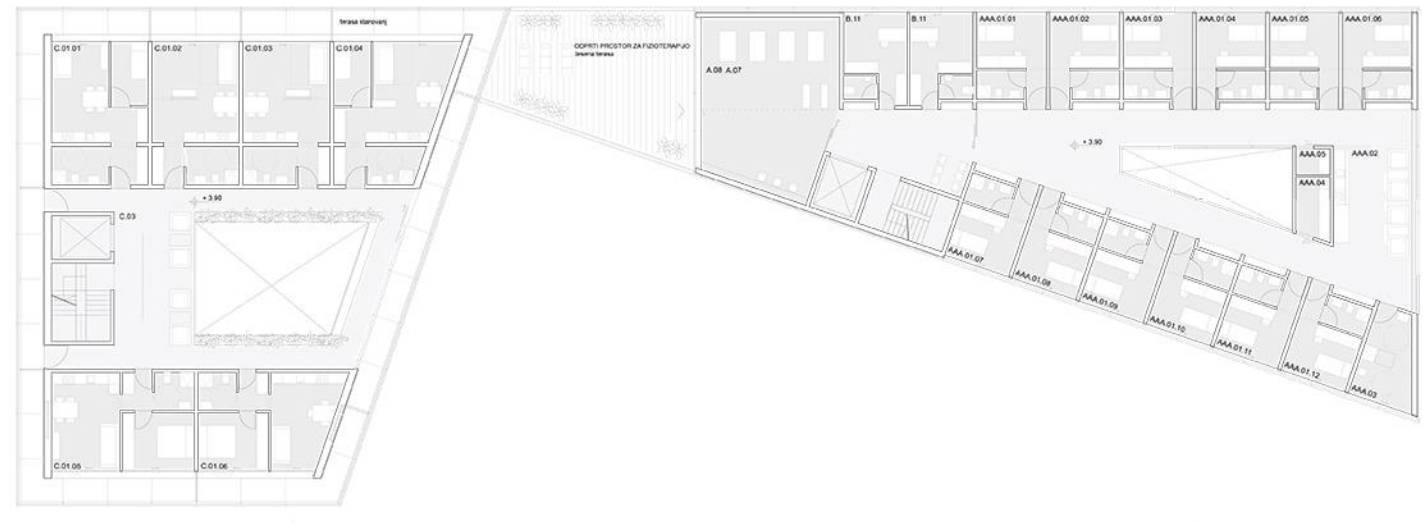 terasa stanovanj
C.01.01
C.01.02
C.01.03
C.01.04
ODPRTI PROSTOR ZA FIZIOTERAPIJO
zelena terasa
A.08 A.07
B.11
B.11
AAA.01.01
AAA.01.02
AAA.01.03
AAA.01.04
AAA.01.05
AAA.01.06
+ 3.90
AAA.05
AAA.02
AAA.04
+ 3.90
C.03
AAA.01.07
AAA.01.08
AAA.01.09
AAA.01.10
AAA.01.11
AAA.01.12
AAA.03
C.01.05
C.01.06